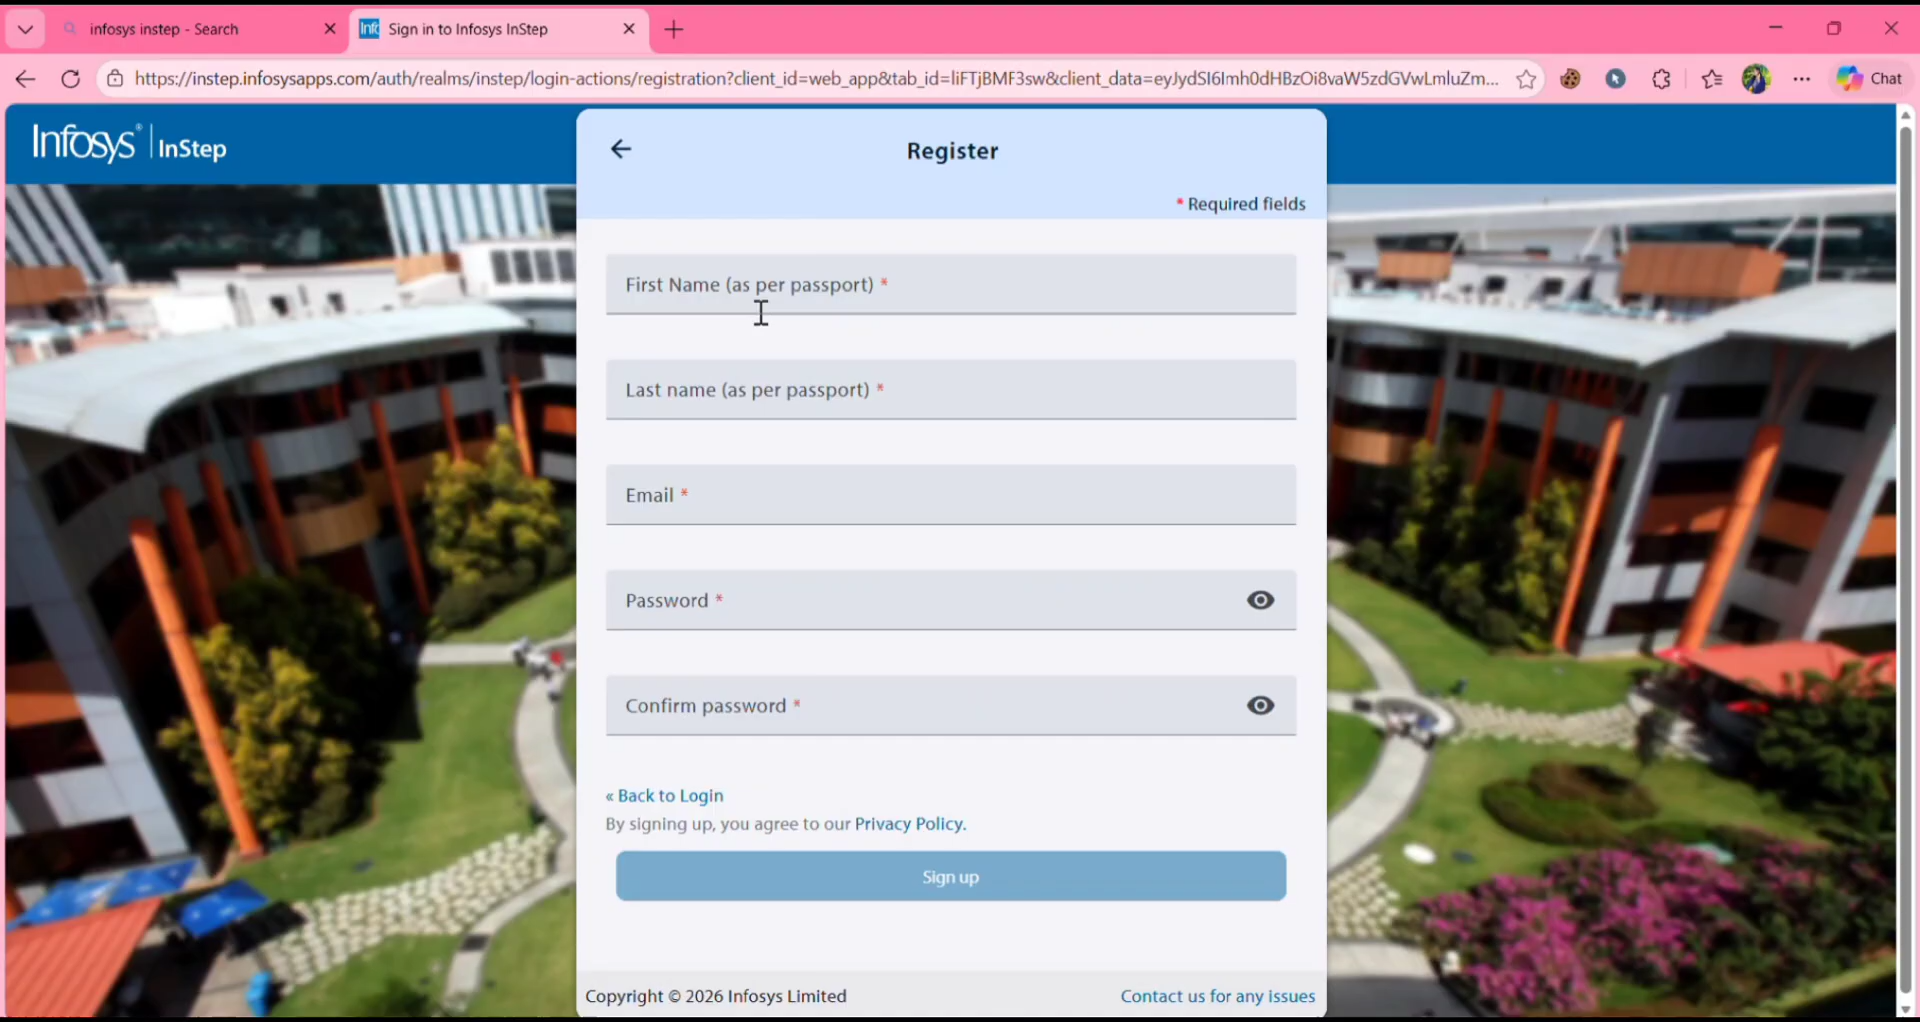 infosys instep - Search
Sign in to Infosys InStep
https://instep.infosysapps.com/auth/realms/instep/login-actions/registration?client_id=web_app&tab_id=liFTjBMF3sw&client_data=eyJydSI6Imh0dHBzOi8vaW5zdGVwLmluZm...
Chat
Infosys® | InStep
Register
* Required fields
First Name (as per passport) *
Last name (as per passport) *
Email *
Password *
Confirm password *
« Back to Login
By signing up, you agree to our Privacy Policy.
Sign up
Copyright © 2026 Infosys Limited
Contact us for any issues